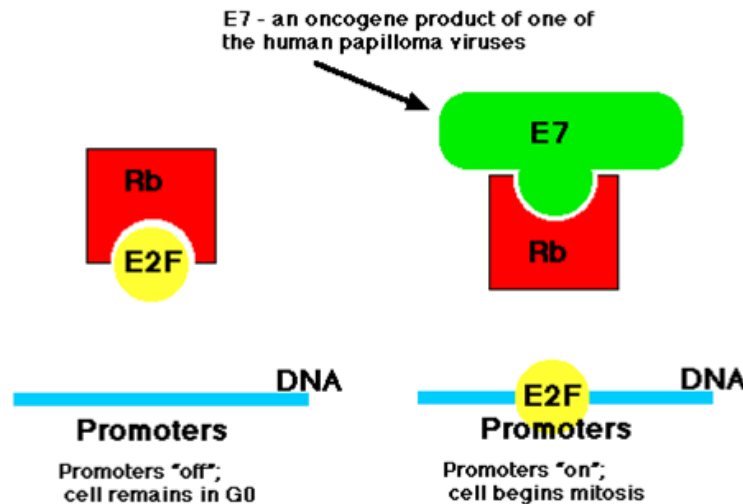 E7 - an oncogene product of one of
the human papilloma viruses
E7
Rb
E2F
Rb
DNA
Promoters
Promoters "off";
cell remains in G0
DNA
E2F
Promoters
Promoters "on";
cell begins mitosis